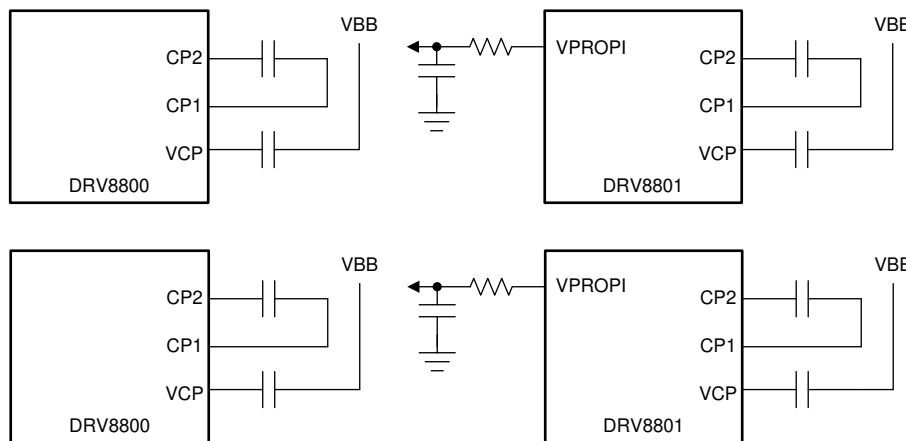 VBB
CP2
CP1
VCP
DRV8800
VBB
VPROPI
CP2
CP1
VCP
DRV8801
VBB
CP2
CP1
VCP
DRV8800
VBB
VPROPI
CP2
CP1
VCP
DRV8801